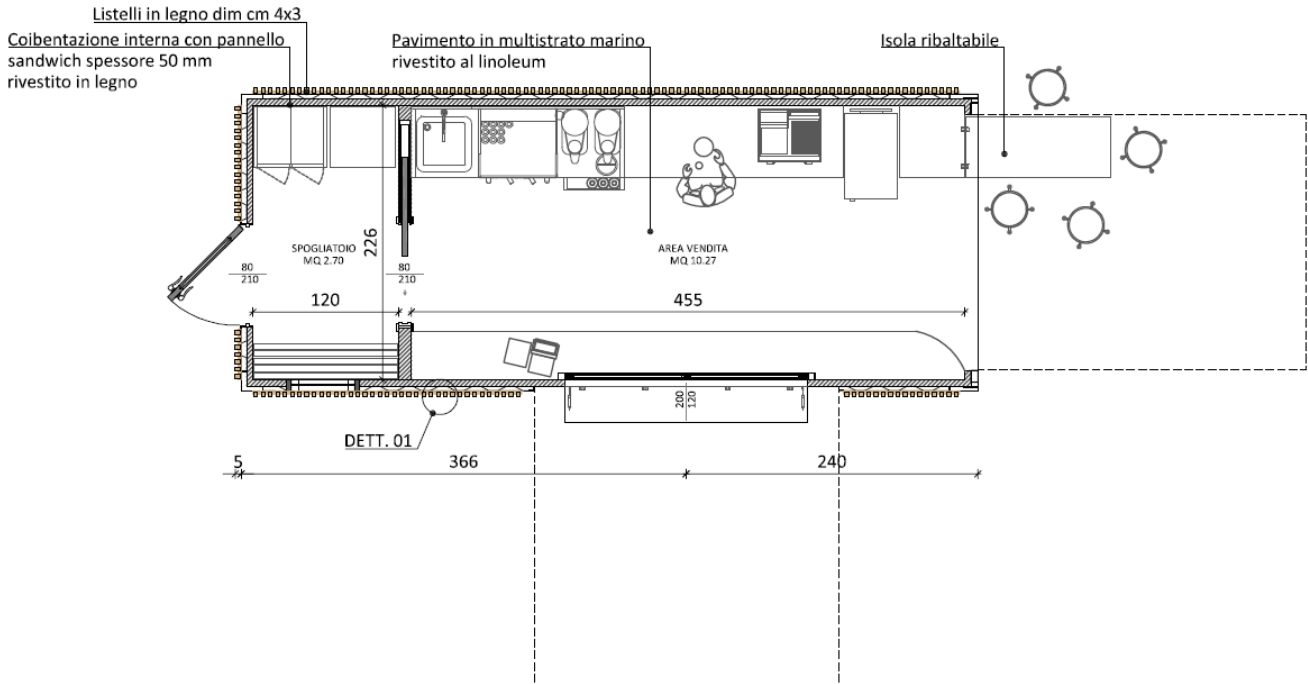 Listelli in legno dim cm 4x3
Coibentazione interna con pannello
sandwich spessore 50 mm
rivestito in legno
Pavimento in multistrato marino
rivestito al linoleum
Isola ribaltabile
SPOGLIATOIO
MQ 2.70
226
AREA VENDITA
MQ 10.27
80
210
80
210
120
455
200
120
DETT. 01
5
366
240